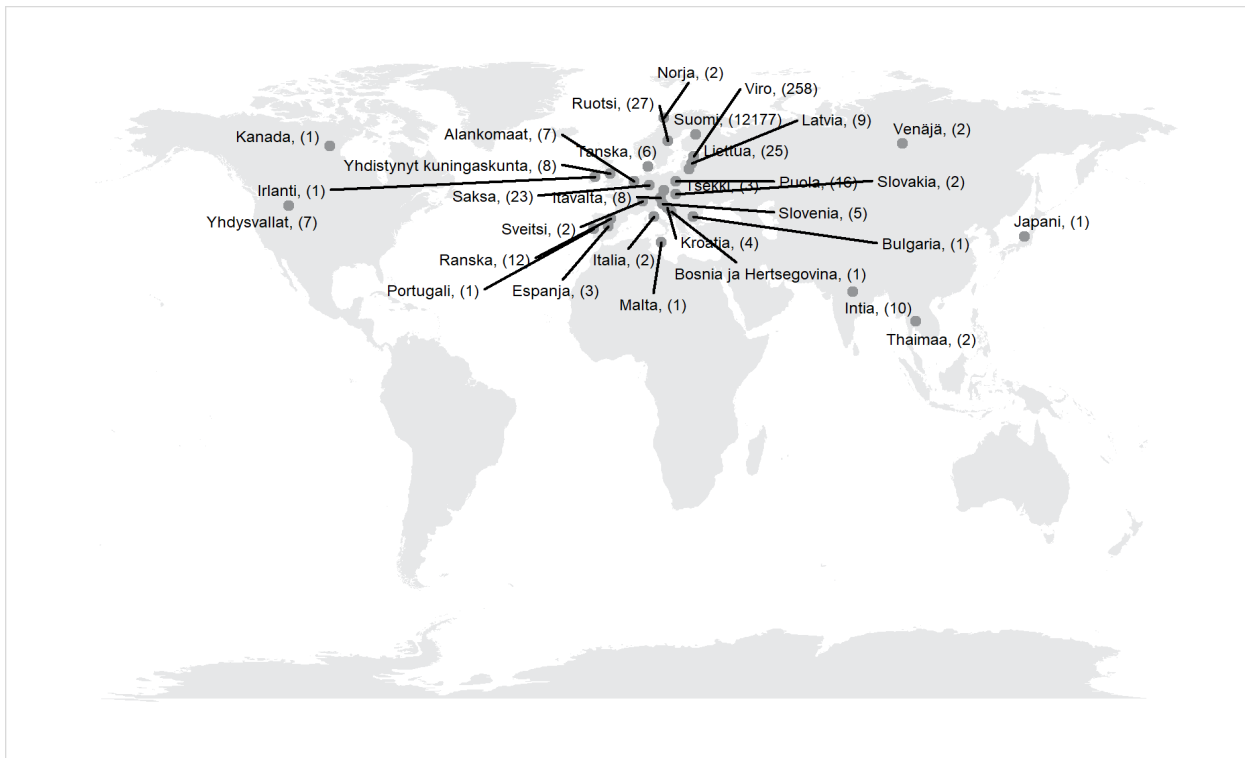 Norja, (2)
Viro, (258)
Ruotsi, (27)
Suomi, (12177)
Latvia, (9)
Kanada, (1)
Alankomaat, (7)
Venäjä, (2)
Tanska, (6)
Liettua, (25)
Yhdistynyt kuningaskunta, (8)
Irlanti, (1)
Saksa, (23)
Itävalta, (8)
Tsekki, (3)
Puola, (16)
Slovakia, (2)
Yhdysvallat, (7)
Sveitsi, (2)
Slovenia, (5)
Japani, (1)
Kroatia, (4)
Bulgaria, (1)
Ranska, (12)
Italia, (2)
Bosnia ja Hertsegovina, (1)
Portugali, (1)
Espanja, (3)
Malta, (1)
Intia, (10)
Thaimaa, (2)